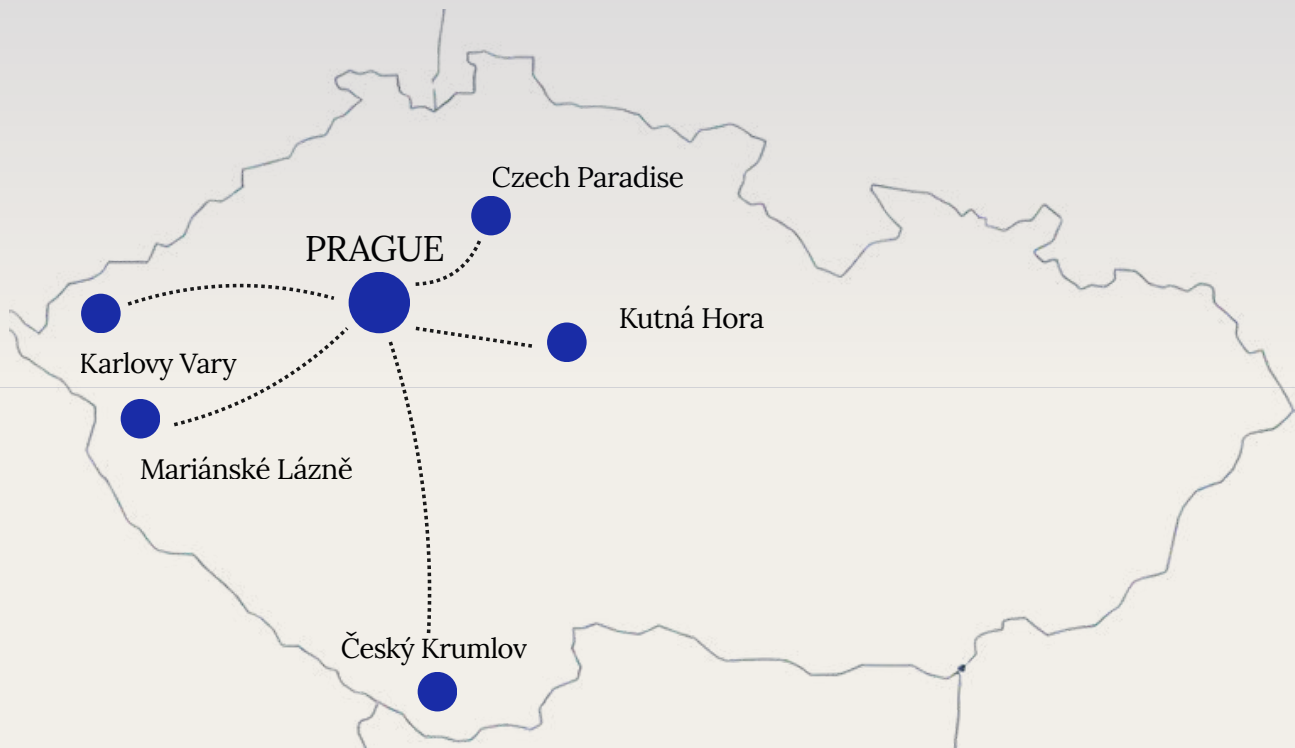 Czech Paradise
PRAGUE
Kutná Hora
Karlovy Vary
Mariánské Lázně
Český Krumlov